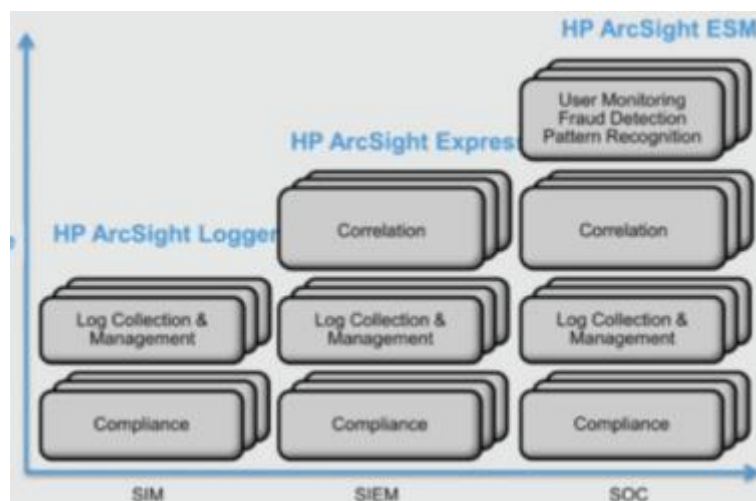 HP ArcSight ESM
User Monitoring
Fraud Detection
Pattern Recognition
HP ArcSight Express
Correlation
Correlation
HP ArcSight Logger
Log Collection &
Management
Log Collection &
Management
Log Collection &
Management
Compliance
Compliance
Compliance
SIM
SIEM
SOC